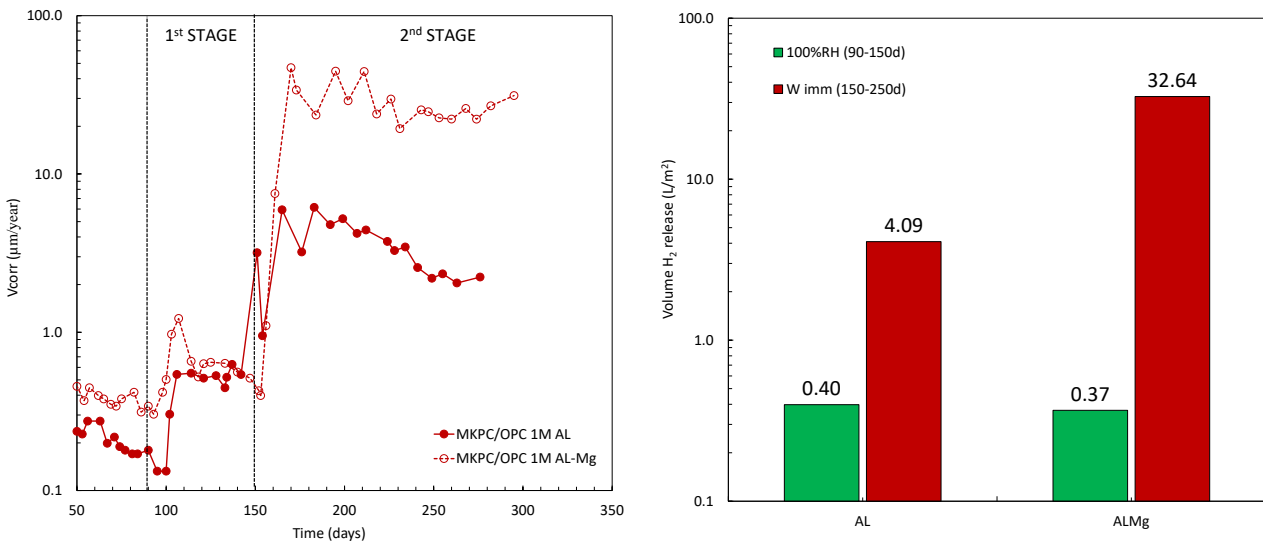 100.0
10.0
1.0
0.1
Vcorr (µm/year)
1st STAGE
2nd STAGE
MKPC/OPC 1M AL
MKPC/OPC 1M AL-Mg
50 100 150 200 250 300 350
Time (days)
100.0
10.0
1.0
0.1
Volume H2 release (L/m²)
100%RH (90-150d)
W imm (150-250d)
0.40
4.09
0.37
32.64
AL ALMg